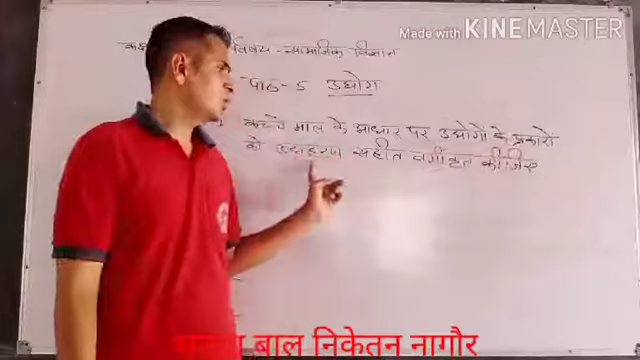 Made with KINEMASTER
विषय - सामाजिक विज्ञान
पाठ - 5 उद्योग
कच्चे माल के आधार पर उद्योगों के प्रकारों
को उदाहरण सहीत वर्गीकृत कीजिए
बाल निकेतन नागौर